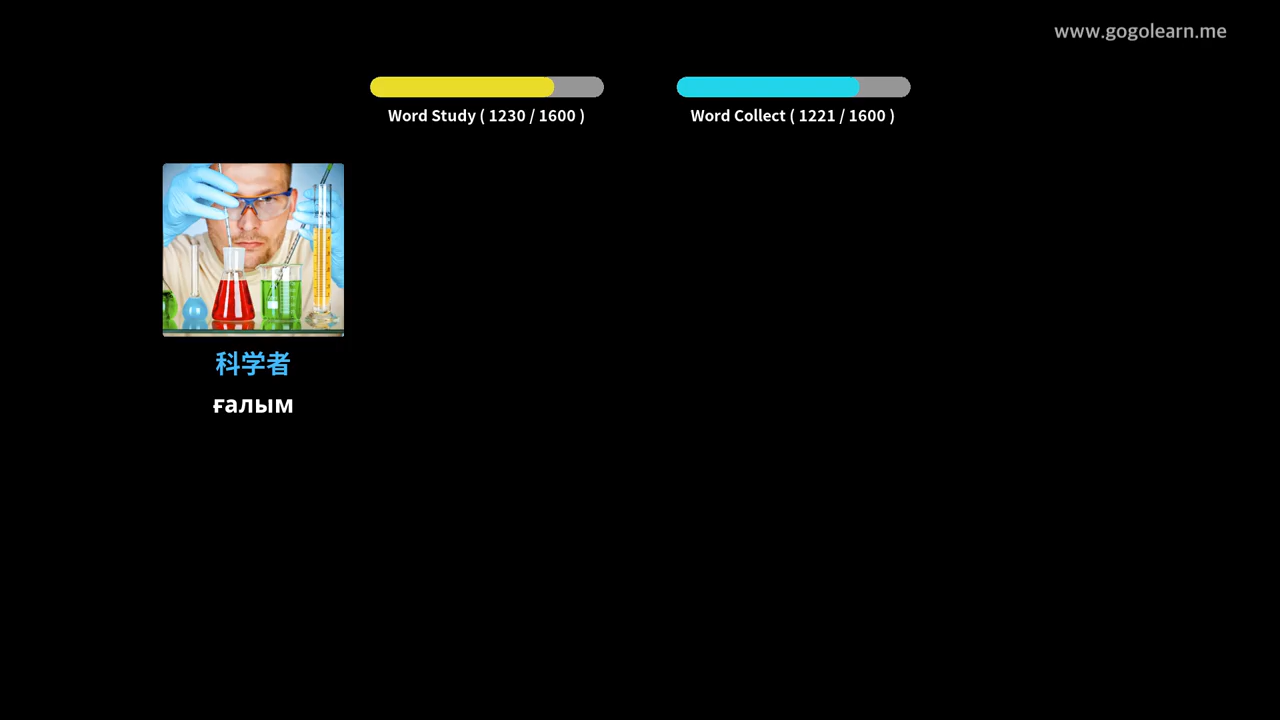 www.gogolearn.me
Word Study ( 1230 / 1600 )
Word Collect ( 1221 / 1600 )
科学者
ғалым